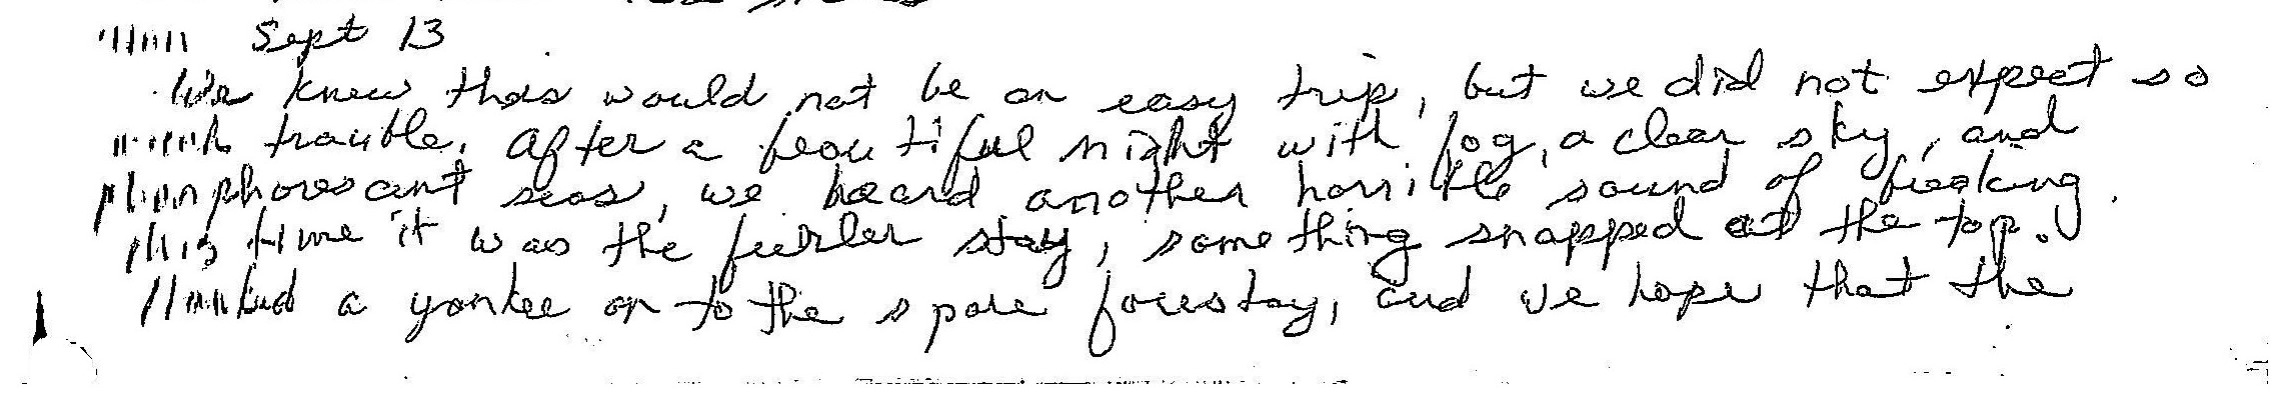 Sept 13
We knew this would not be an easy trip, but we did not expect so
much trouble. After a beautiful night with fog, a clear sky, and
phosphorescent seas, we heard another horrible sound of breaking.
This time it was the furler stay, something snapped at the top.
a yankee on to the spare forestay, and we hope that the